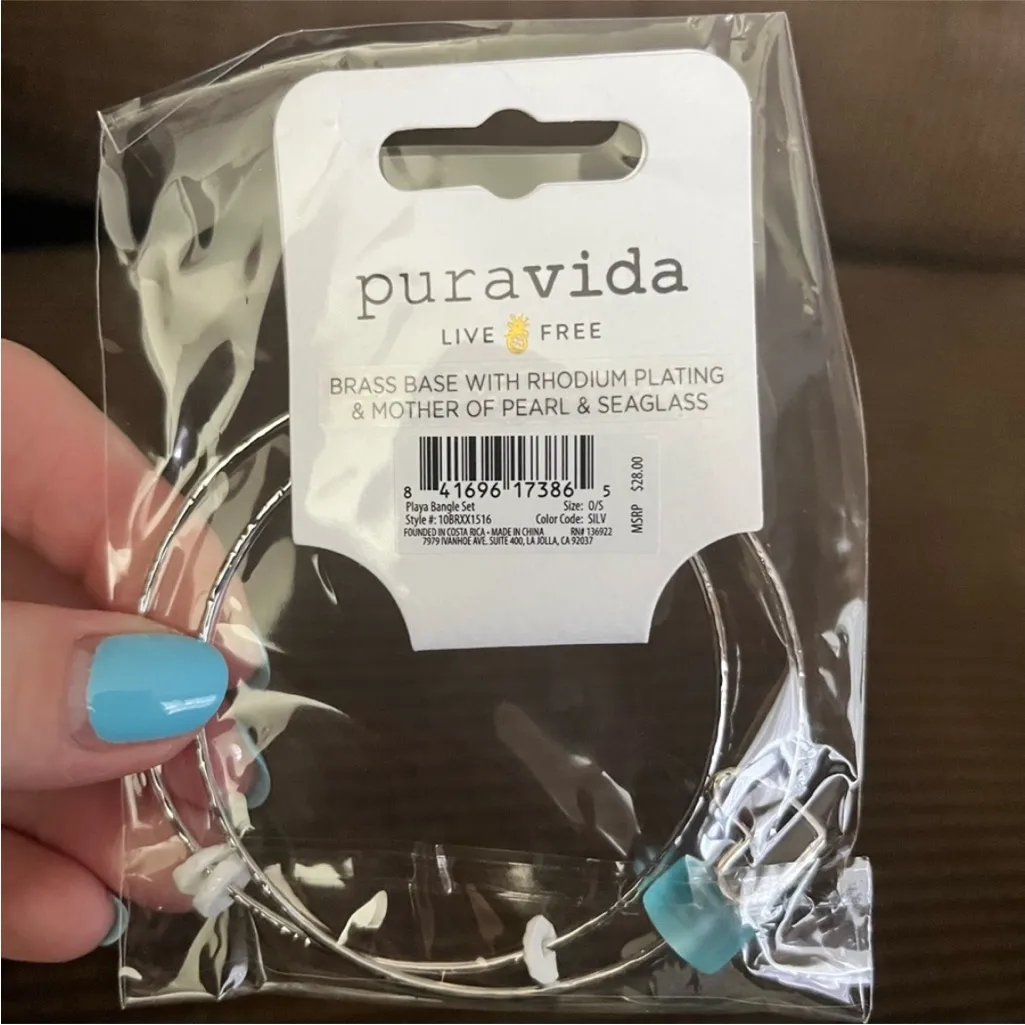 puravida
LIVE FREE
BRASS BASE WITH RHODIUM PLATING
& MOTHER OF PEARL & SEAGLASS
8 41696 17386 5
Playa Bangle Set Size: O/S
Style #: 10BRXX1516 Color Code: SILV
FOUNDED IN COSTA RICA • MADE IN CHINA RN# 136922
7979 IVANHOE AVE. SUITE 400, LA JOLLA, CA 92037
MSRP $28.00